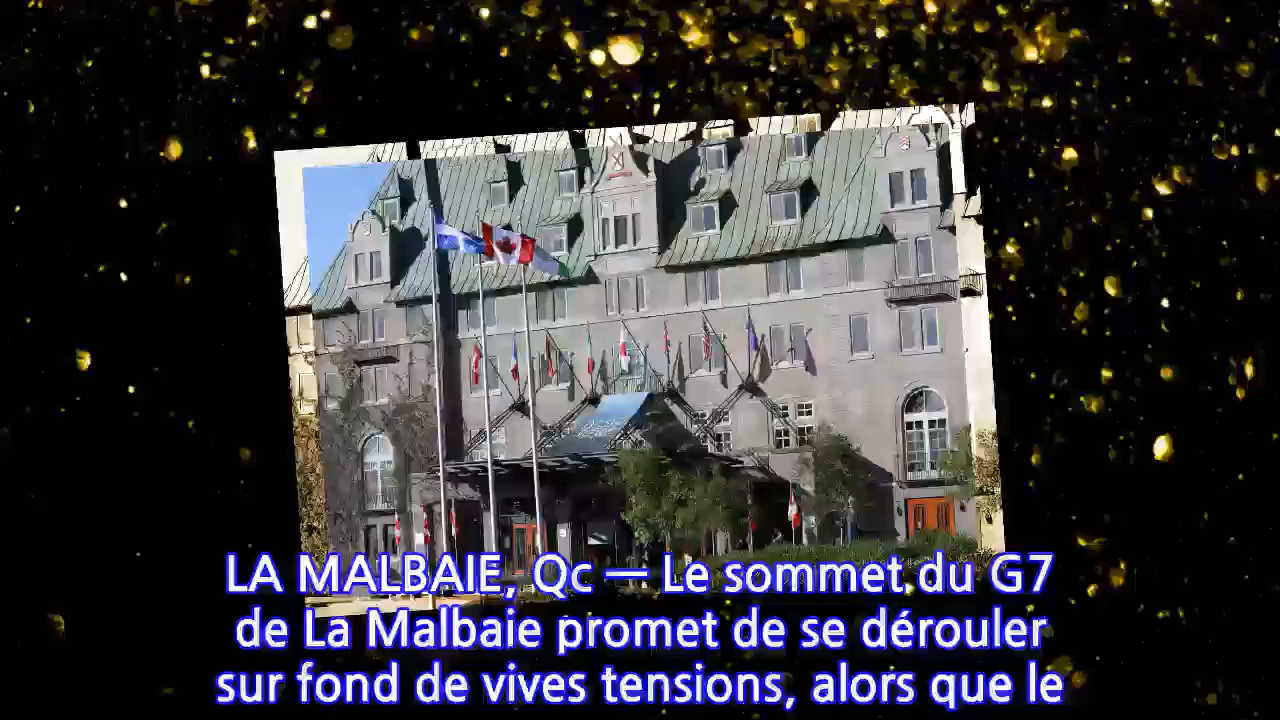 LA MALBAIE, Qc — Le sommet du G7
de La Malbaie promet de se dérouler
sur fond de vives tensions, alors que le